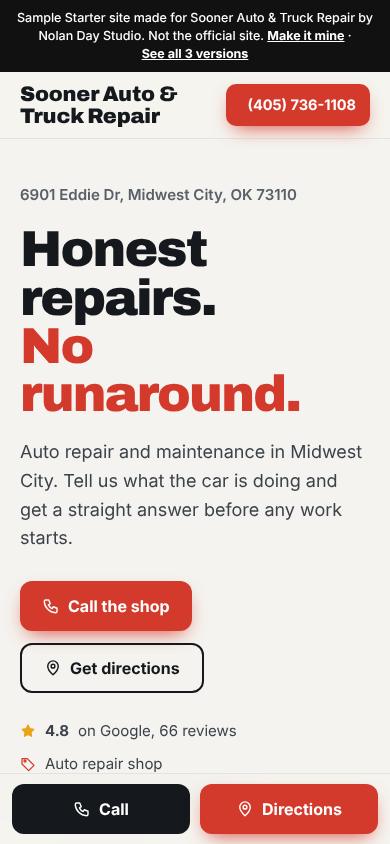 Sample Starter site made for Sooner Auto & Truck Repair by
Nolan Day Studio. Not the official site. Make it mine ·
See all 3 versions
Sooner Auto &
Truck Repair
(405) 736-1108
6901 Eddie Dr, Midwest City, OK 73110
Honest
repairs.
No
runaround.
Auto repair and maintenance in Midwest
City. Tell us what the car is doing and
get a straight answer before any work
starts.
Call the shop
Get directions
4.8 on Google, 66 reviews
Auto repair shop
Call
Directions